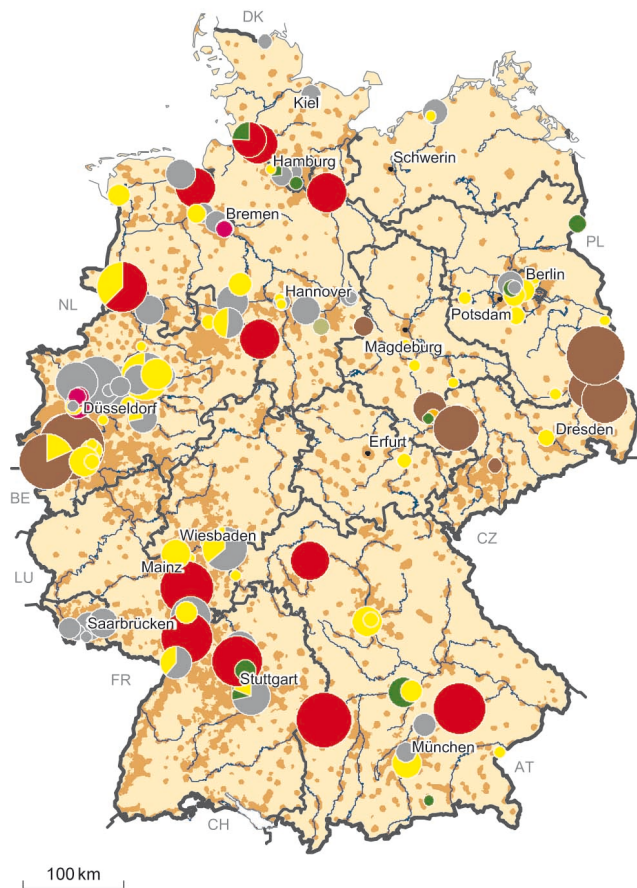 DK
Kiel
Hamburg
Schwerin
Bremen
PL
Berlin
NL
Hannover
Potsdam
Magdeburg
Düsseldorf
Dresden
Erfurt
BE
Wiesbaden
CZ
LU
Mainz
Saarbrücken
FR
Stuttgart
München
AT
CH
100 km